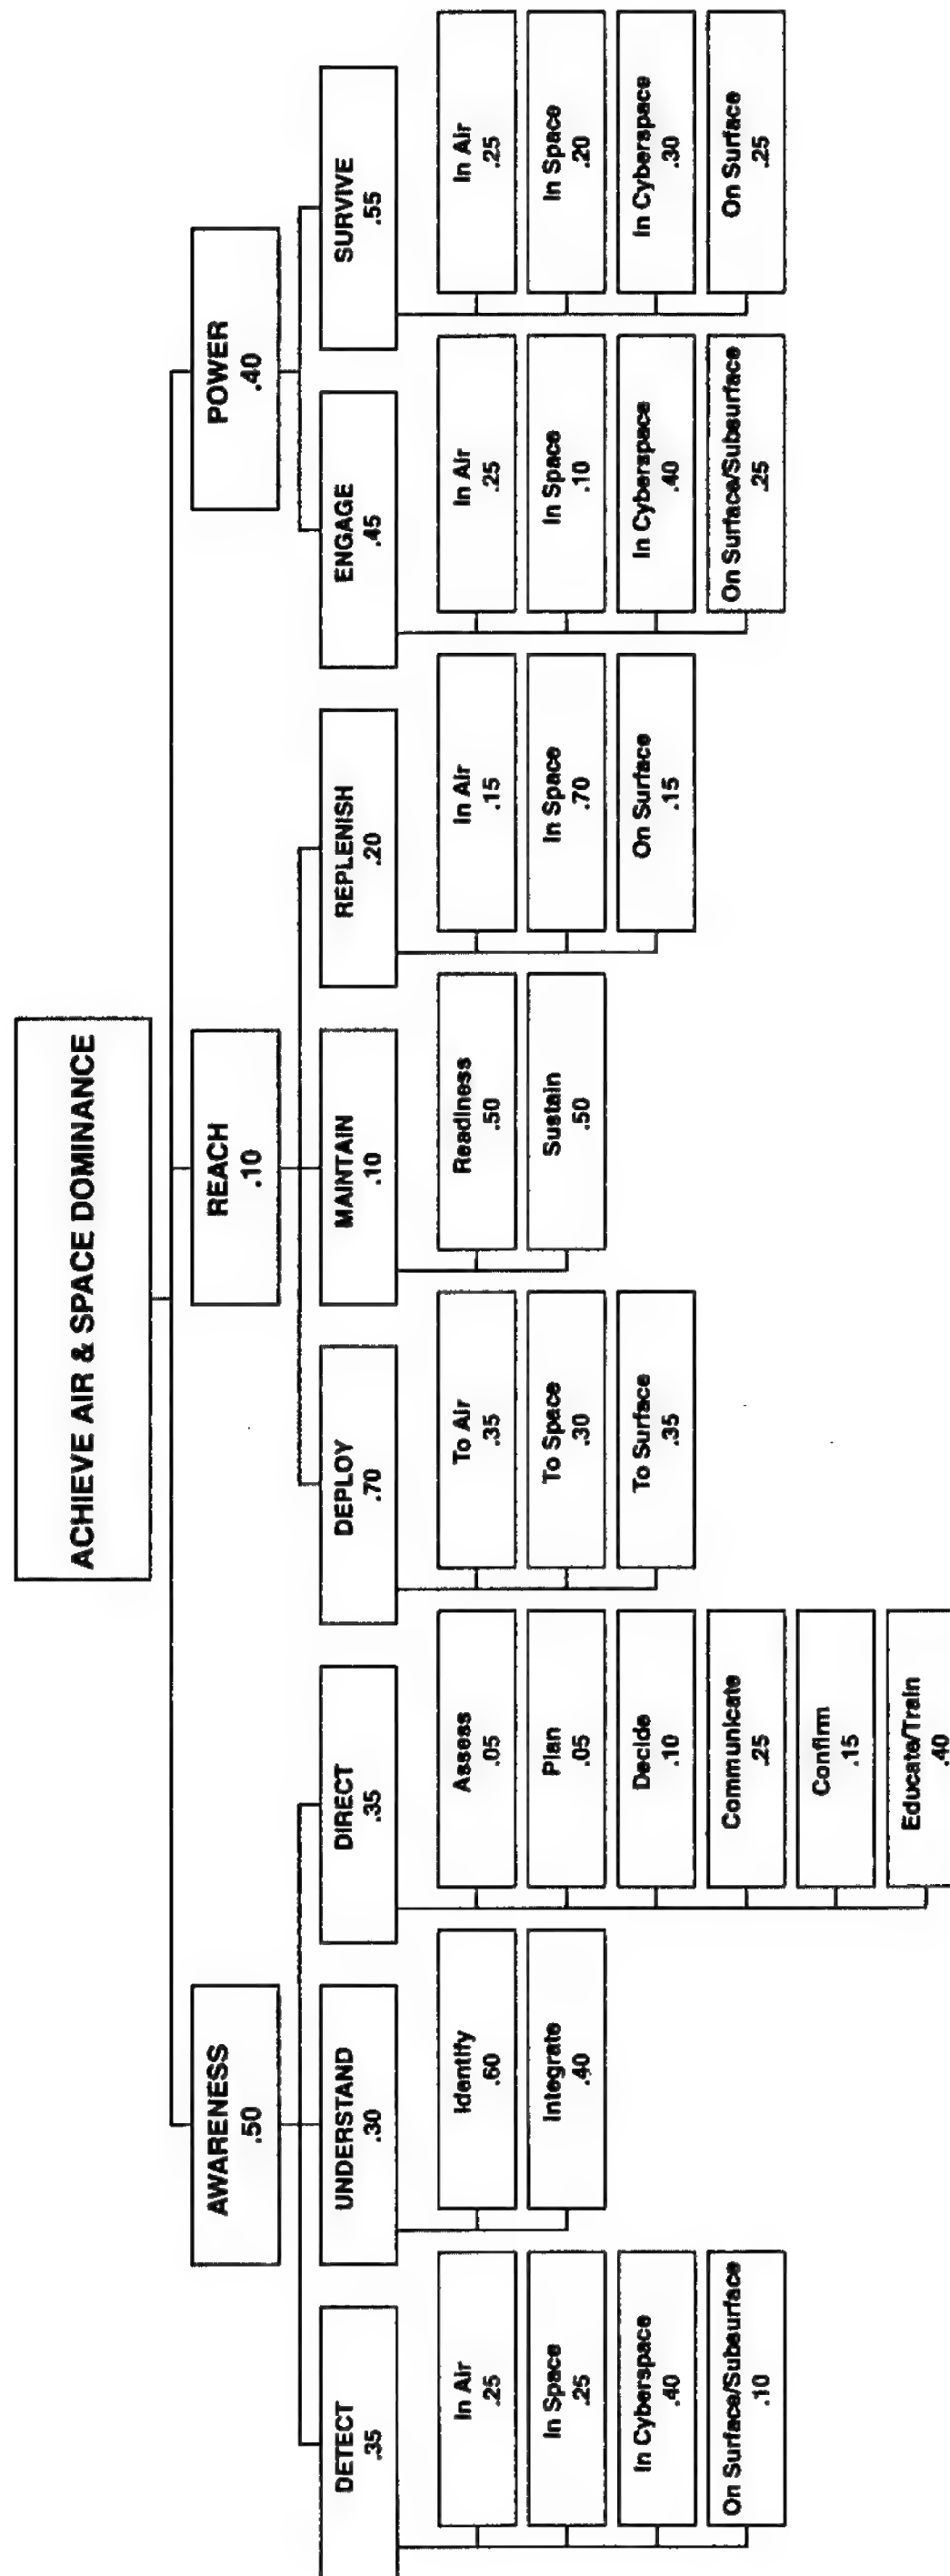 ACHIEVE AIR & SPACE DOMINANCE
AWARENESS
.50
REACH
.10
POWER
.40
DETECT
.35
UNDERSTAND
.30
DIRECT
.35
DEPLOY
.70
MAINTAIN
.10
REPLENISH
.20
ENGAGE
.45
SURVIVE
.55
In Air
.25
In Space
.25
In Cyberspace
.40
On Surface/Subsurface
.10
Identify
.60
Integrate
.40
Assess
.05
Plan
.05
Decide
.10
Communicate
.25
Confirm
.15
Educate/Train
.40
To Air
.35
To Space
.30
To Surface
.35
Readiness
.50
Sustain
.50
In Air
.15
In Space
.70
On Surface
.15
In Air
.25
In Space
.10
In Cyberspace
.40
On Surface/Subsurface
.25
In Air
.25
In Space
.20
In Cyberspace
.30
On Surface
.25